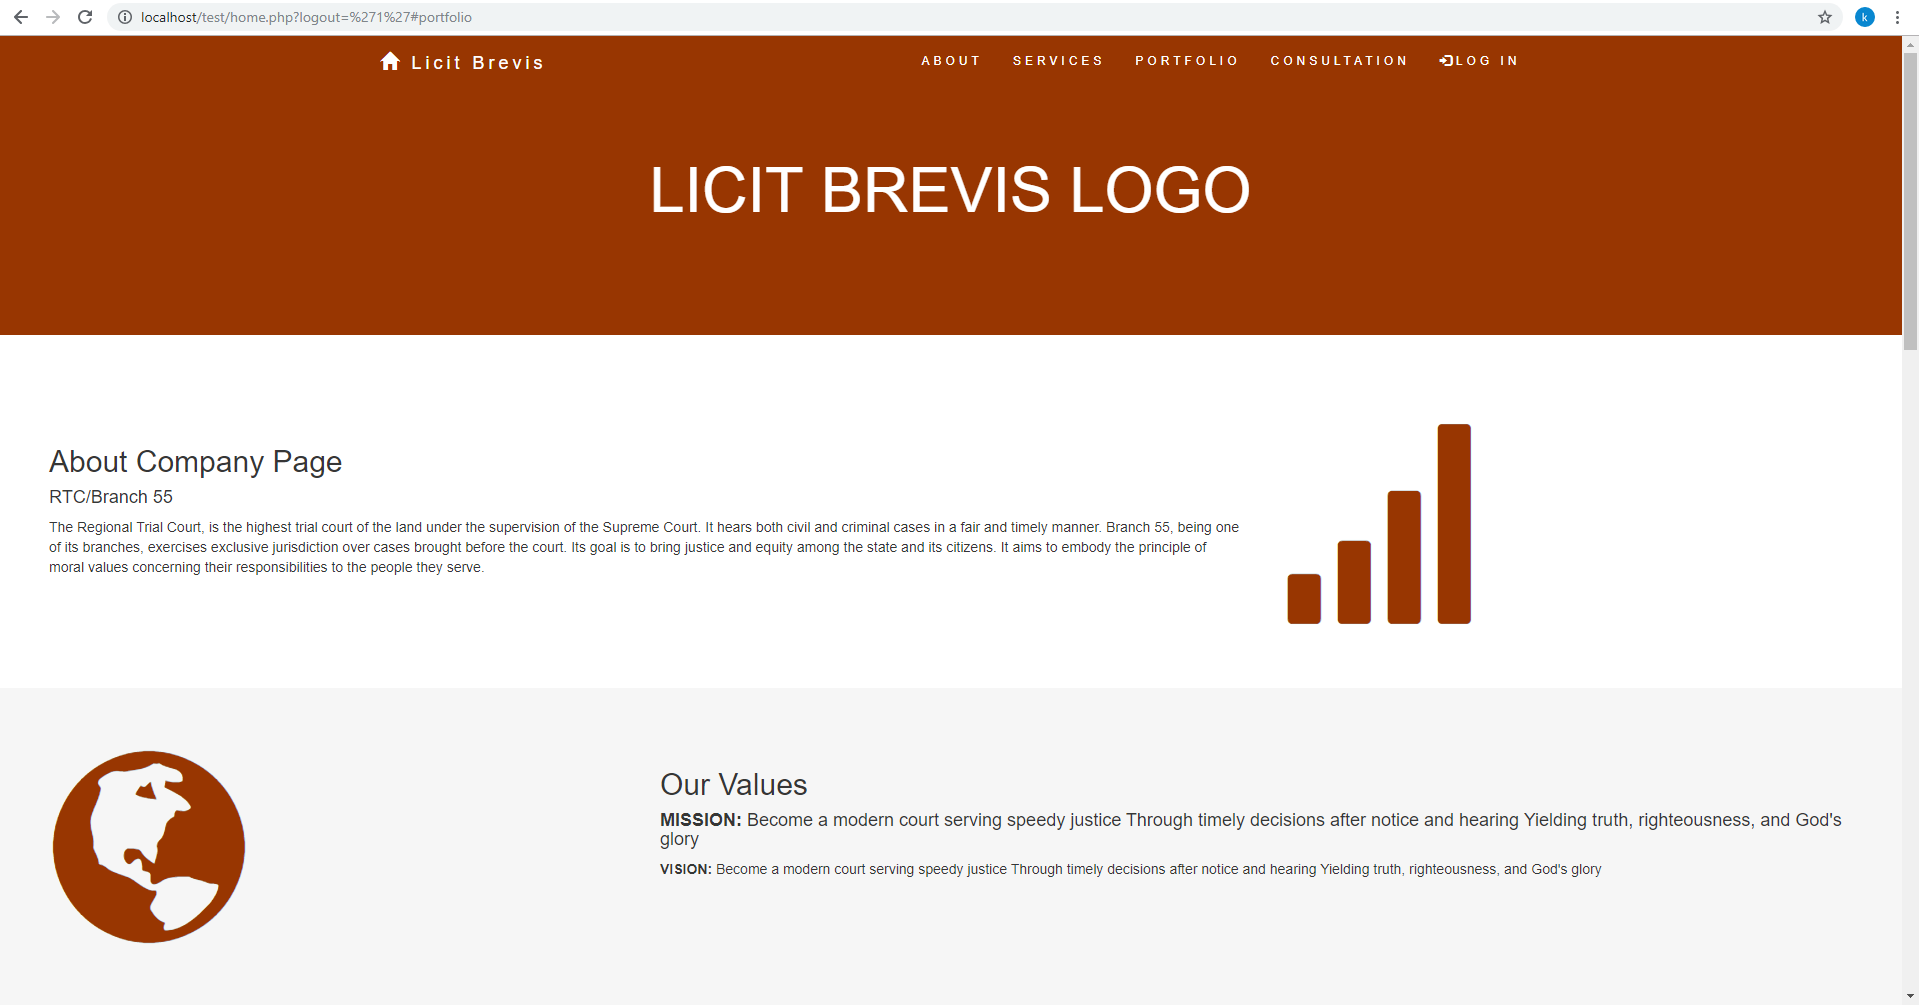 localhost/test/home.php?logout=%271%27#portfolio
k
Licit Brevis
ABOUT SERVICES PORTFOLIO CONSULTATION LOG IN
LICIT BREVIS LOGO
About Company Page
RTC/Branch 55
The Regional Trial Court, is the highest trial court of the land under the supervision of the Supreme Court. It hears both civil and criminal cases in a fair and timely manner. Branch 55, being one
of its branches, exercises exclusive jurisdiction over cases brought before the court. Its goal is to bring justice and equity among the state and its citizens. It aims to embody the principle of
moral values concerning their responsibilities to the people they serve.
Our Values
MISSION: Become a modern court serving speedy justice Through timely decisions after notice and hearing Yielding truth, righteousness, and God's
glory
VISION: Become a modern court serving speedy justice Through timely decisions after notice and hearing Yielding truth, righteousness, and God's glory